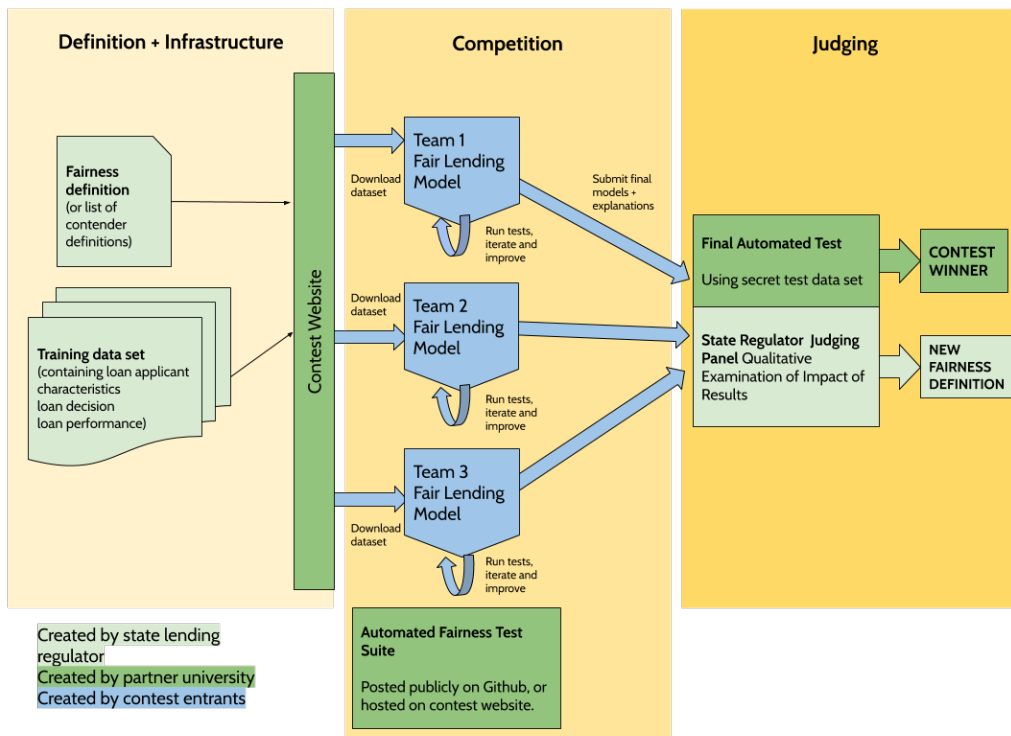 Definition + Infrastructure
Competition
Judging
Fairness
definition
(or list of
contender
definitions)
Training data set
(containing loan applicant
characteristics
loan decision
loan performance)
Contest Website
Download
dataset
Team 1
Fair Lending
Model
Run tests,
iterate and
improve
Submit final
models +
explanations
Download
dataset
Team 2
Fair Lending
Model
Run tests,
iterate and
improve
Team 3
Fair Lending
Model
Download
dataset
Run tests,
iterate and
improve
Automated Fairness Test
Suite
Posted publicly on Github, or
hosted on contest website.
Final Automated Test
Using secret test data set
State Regulator Judging
Panel Qualitative
Examination of Impact of
Results
CONTEST
WINNER
NEW
FAIRNESS
DEFINITION
Created by state lending
regulator
Created by partner university
Created by contest entrants